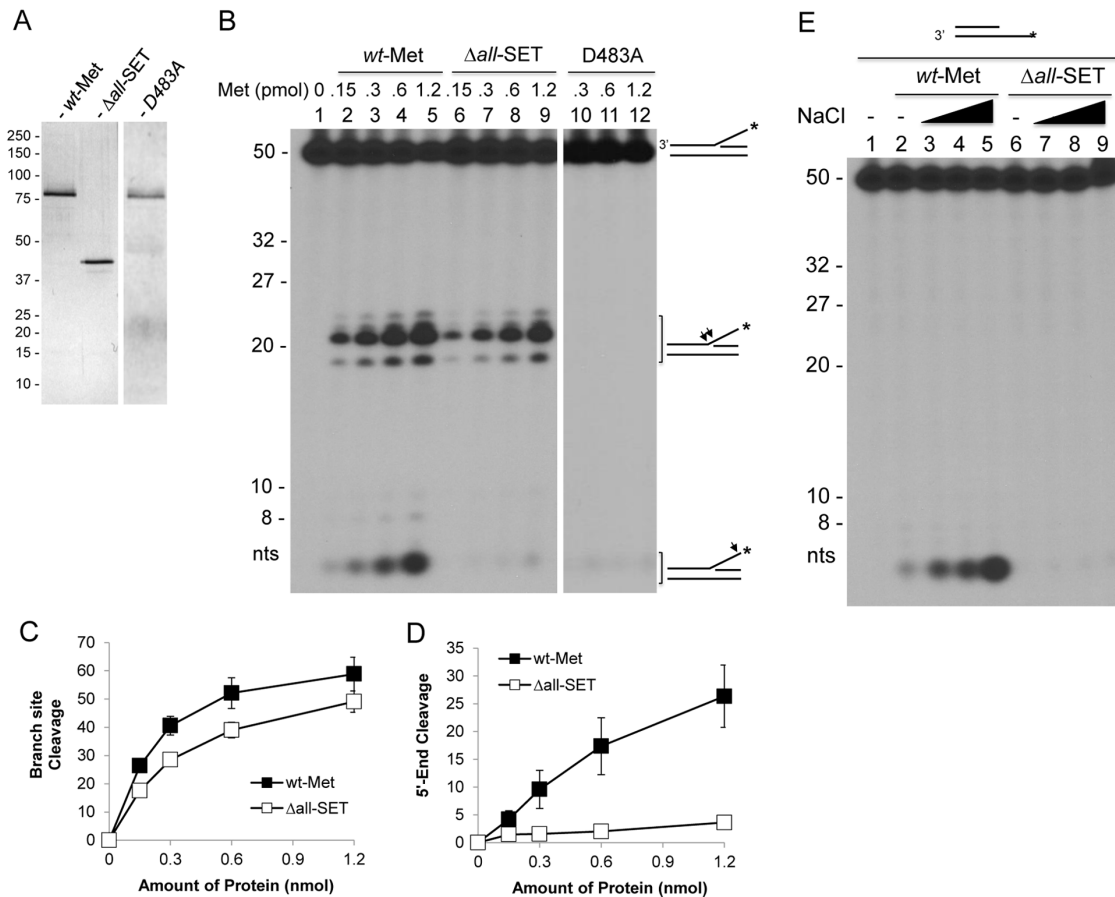 A
- wt-Met
- Δall-SET
- D483A
250 -
150 -
100 -
75 -
50 -
37 -
25 -
20 -
15 -
10 -
B
wt-Met Δall-SET D483A
Met (pmol) 0 .15 .3 .6 1.2 .15 .3 .6 1.2 .3 .6 1.2
1 2 3 4 5 6 7 8 9 10 11 12
50 -
32 -
27 -
20 -
10 -
8 -
nts
3' *
*
*
C
Branch site Cleavage
70
60
50
40
30
20
10
0
wt-Met
Δall-SET
0 0.3 0.6 0.9 1.2
Amount of Protein (nmol)
D
5'-End Cleavage
35
30
25
20
15
10
5
0
wt-Met
Δall-SET
0 0.3 0.6 0.9 1.2
Amount of Protein (nmol)
E
3' *
wt-Met Δall-SET
NaCl - - -
1 2 3 4 5 6 7 8 9
50 -
32 -
27 -
20 -
10 -
8 -
nts